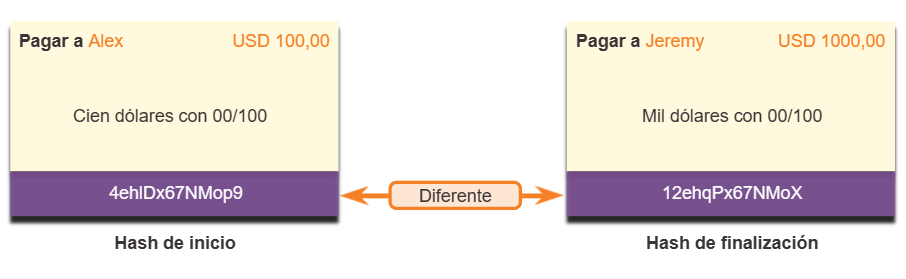 Pagar a Alex USD 100,00
Cien dólares con 00/100
4ehlDx67NMop9
Hash de inicio
Diferente
Pagar a Jeremy USD 1000,00
Mil dólares con 00/100
12ehqPx67NMoX
Hash de finalización